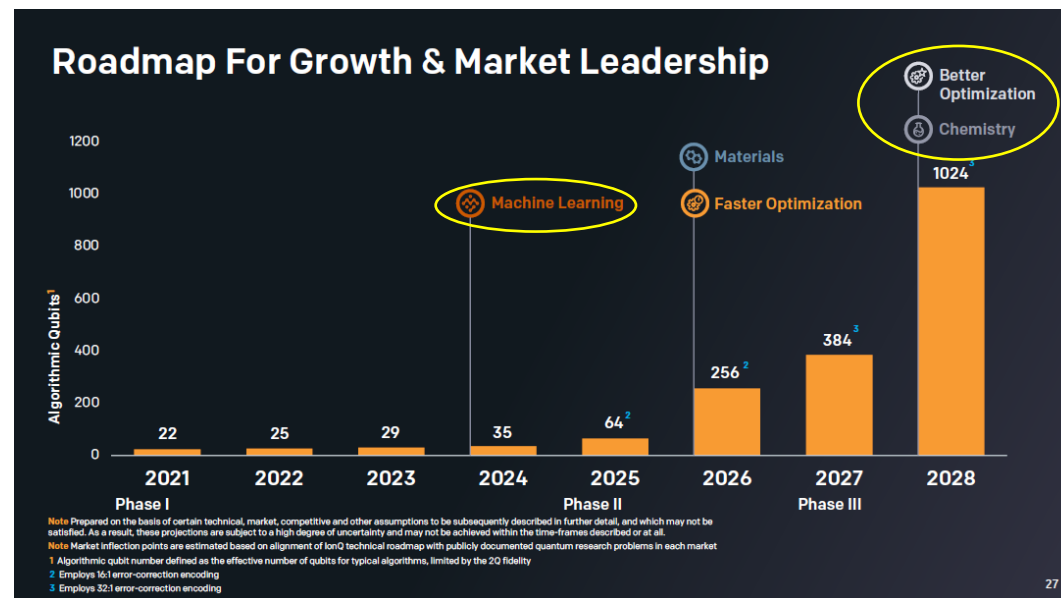 Roadmap For Growth & Market Leadership
Better
Optimization
Chemistry
1200
Materials
1024³
1000
Machine Learning
Faster Optimization
800
600
Algorithmic Qubits¹
400
384³
256²
200
64²
22
25
29
35
0
2021 2022 2023 2024 2025 2026 2027 2028
Phase I Phase II Phase III
Note Prepared on the basis of certain technical, market, competitive and other assumptions to be subsequently described in further detail, and which may not be
satisfied. As a result, these projections are subject to a high degree of uncertainty and may not be achieved within the time-frames described or at all.
Note Market inflection points are estimated based on alignment of IonQ technical roadmap with publicly documented quantum research problems in each market
1 Algorithmic qubit number defined as the effective number of qubits for typical algorithms, limited by the 2Q fidelity
2 Employs 16:1 error-correction encoding
3 Employs 32:1 error-correction encoding
27